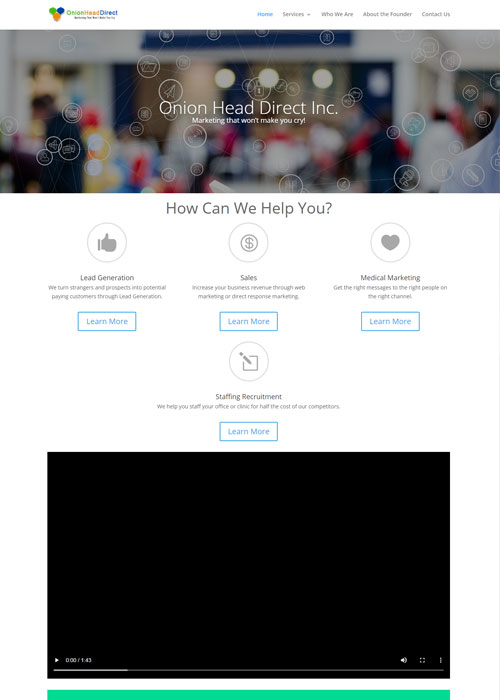 OnionHeadDirect
Home Services Who We Are About the Founder Contact Us
Onion Head Direct Inc.
Marketing that won't make you cry!
How Can We Help You?
Lead Generation
We turn strangers and prospects into potential
paying customers through Lead Generation.
Learn More
Sales
Increase your business revenue through web
marketing or direct response marketing.
Learn More
Medical Marketing
Get the right messages to the right people on
the right channel.
Learn More
Staffing Recruitment
We help you staff your office or clinic for half the cost of our competitors.
Learn More
0:00 / 1:43